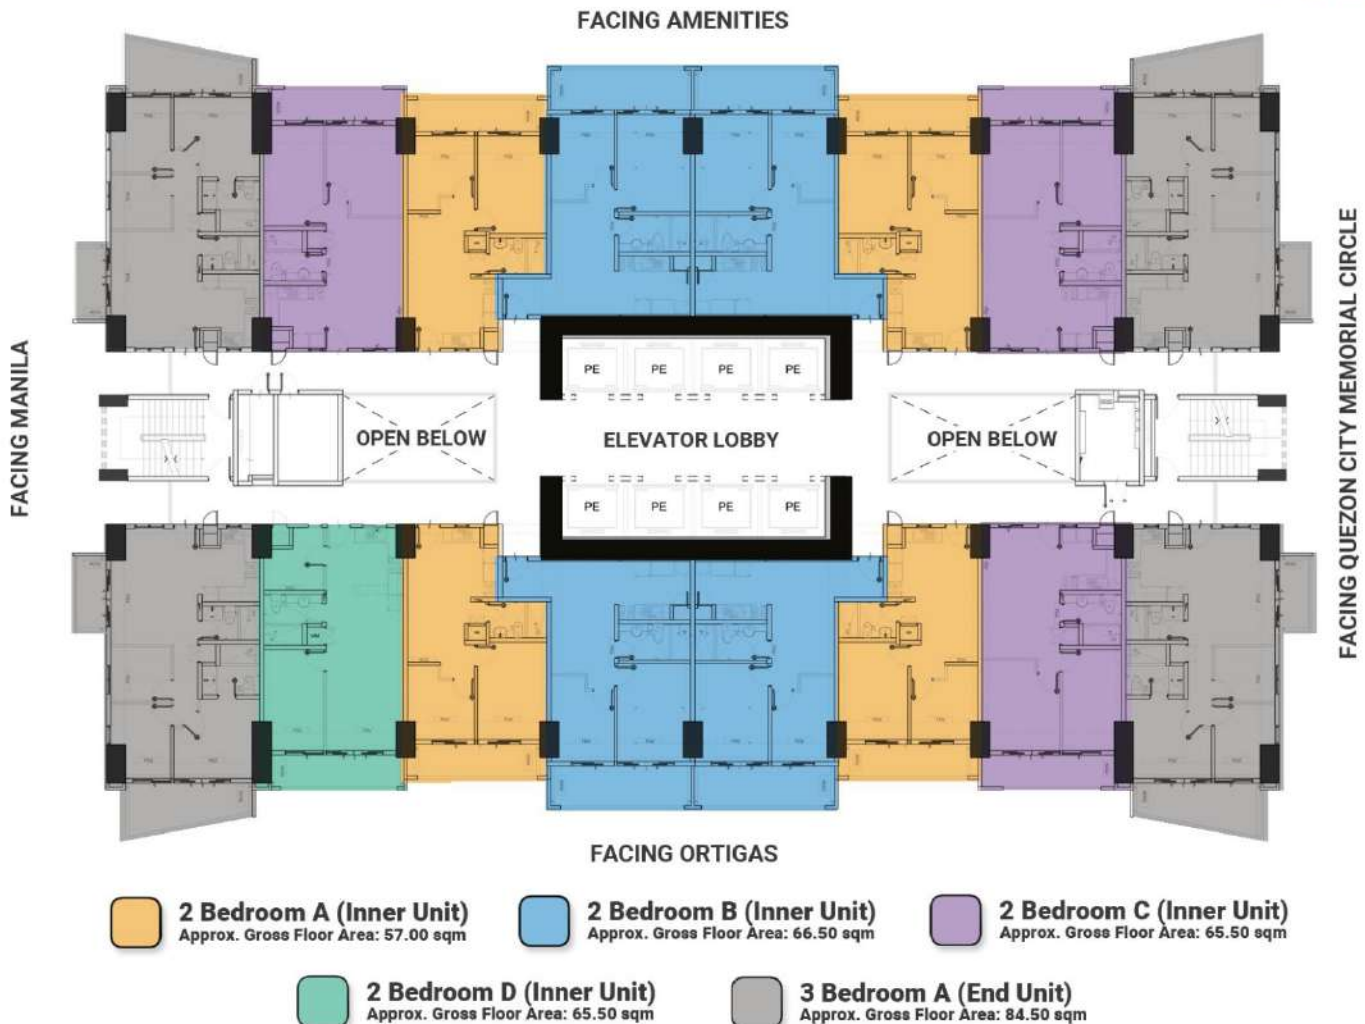 FACING AMENITIES
FACING MANILA
FACING QUEZON CITY MEMORIAL CIRCLE
PE PE PE PE
OPEN BELOW ELEVATOR LOBBY OPEN BELOW
PE PE PE PE
FACING ORTIGAS
2 Bedroom A (Inner Unit)
Approx. Gross Floor Area: 57.00 sqm
2 Bedroom B (Inner Unit)
Approx. Gross Floor Area: 66.50 sqm
2 Bedroom C (Inner Unit)
Approx. Gross Floor Area: 65.50 sqm
2 Bedroom D (Inner Unit)
Approx. Gross Floor Area: 65.50 sqm
3 Bedroom A (End Unit)
Approx. Gross Floor Area: 84.50 sqm